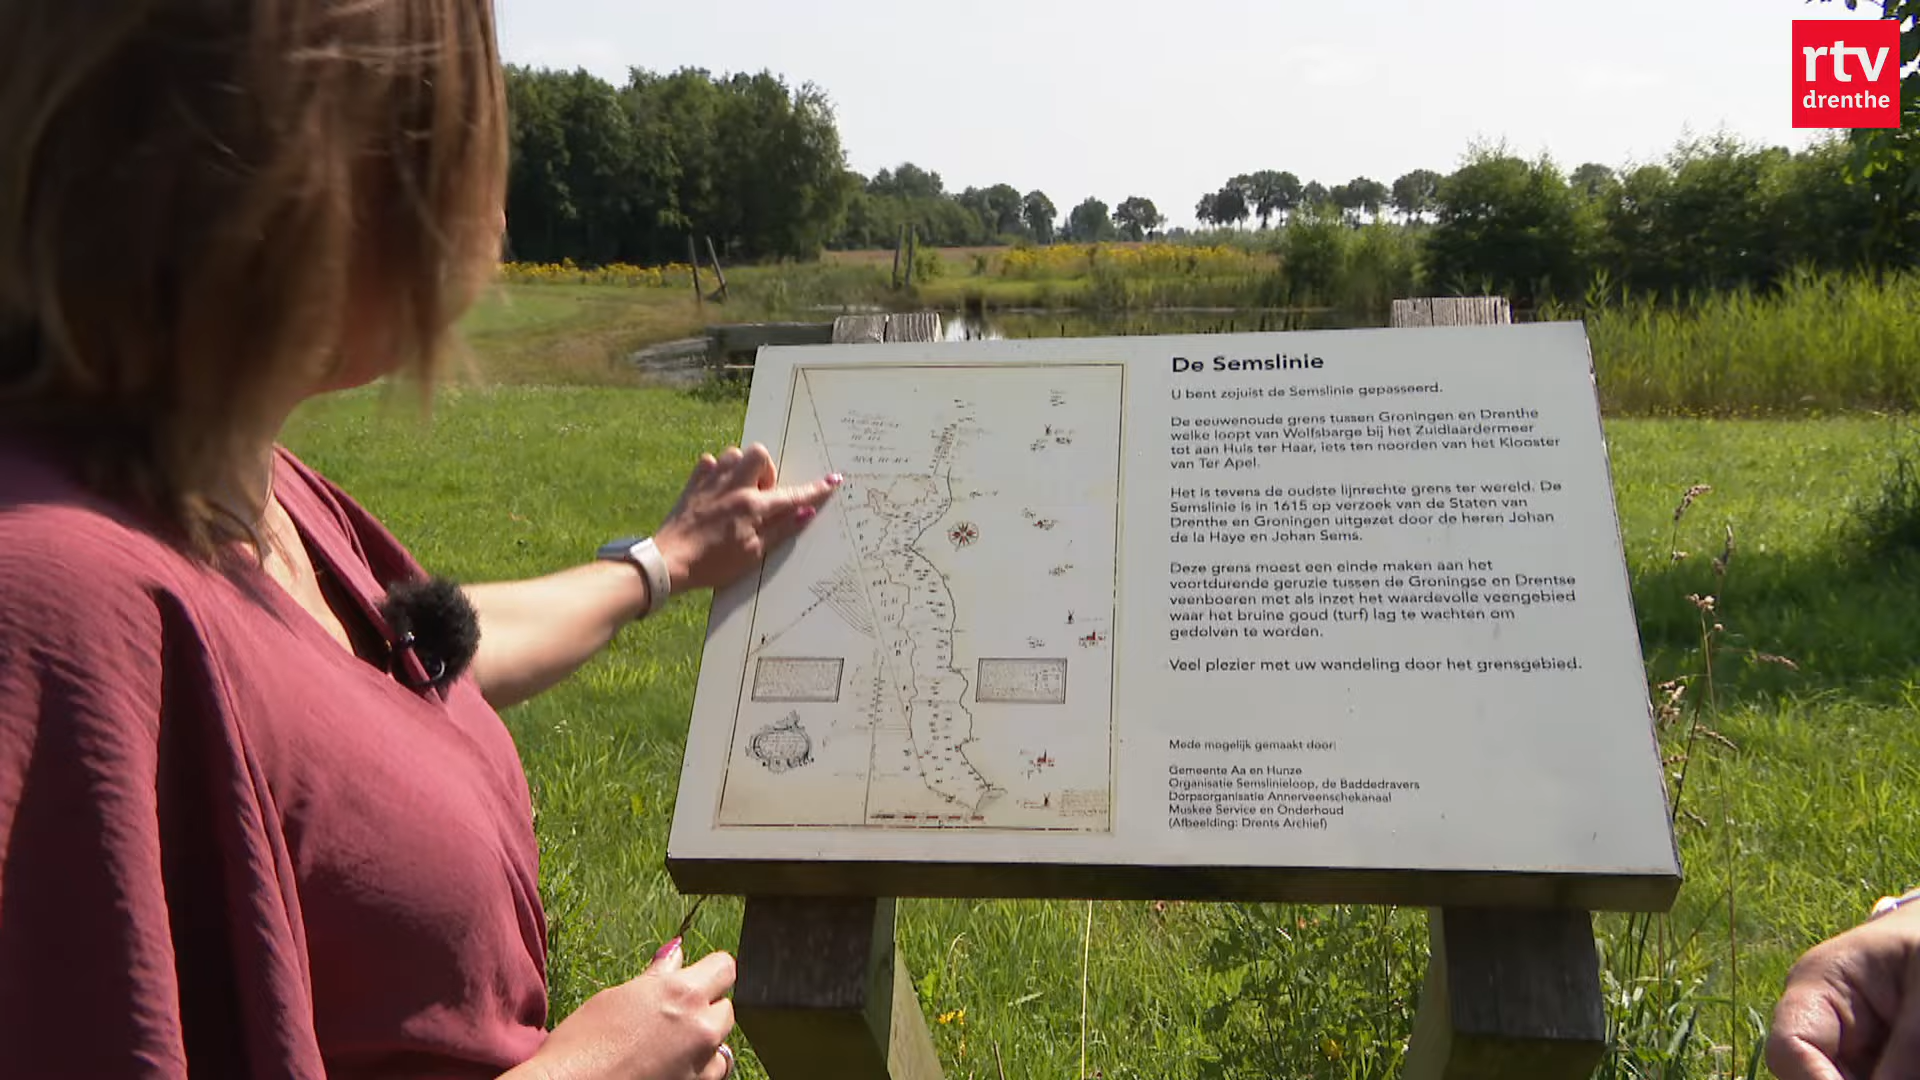 rtv
drenthe
De Semslinie
U bent zojuist de Semslinie gepasseerd.
De eeuwenoude grens tussen Groningen en Drenthe
welke loopt van Wolfsbarge bij het Zuidlaardermeer
tot aan Huis ter Haar, iets ten noorden van het Klooster
van Ter Apel.
Het is tevens de oudste lijnrechte grens ter wereld. De
Semslinie is in 1615 op verzoek van de Staten van
Drenthe en Groningen uitgezet door de heren Johan
de la Haye en Johan Sems.
Deze grens moest een einde maken aan het
voortdurende geruzie tussen de Groningse en Drentse
veenboeren met als inzet het waardevolle veengebied
waar het bruine goud (turf) lag te wachten om
gedolven te worden.
Veel plezier met uw wandeling door het grensgebied.
Mede mogelijk gemaakt door:
Gemeente Aa en Hunze
Organisatie Semslinieloop, de Baddedravers
Dorpsorganisatie Annerveenschekanaal
Muskee Service en Onderhoud
(Afbeelding: Drents Archief)